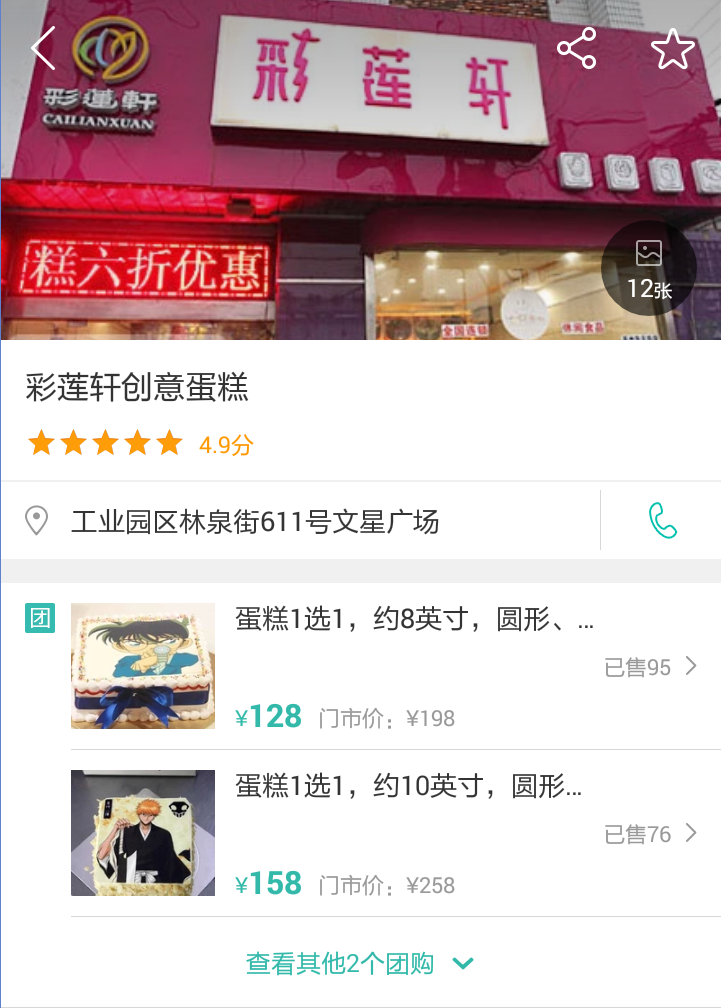 彩莲轩
彩蓮軒
CAILIANXUAN
糕六折优惠
12张
全国连锁
休闲食品
彩莲轩创意蛋糕
4.9分
工业园区林泉街611号文星广场
团
蛋糕1选1，约8英寸，圆形、...
已售95
¥128 门市价：¥198
蛋糕1选1，约10英寸，圆形...
已售76
¥158 门市价：¥258
查看其他2个团购